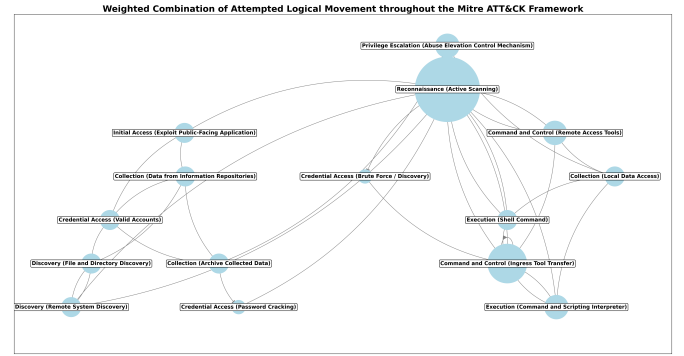 Weighted Combination of Attempted Logical Movement throughout the Mitre ATT&CK Framework
Privilege Escalation (Abuse Elevation Control Mechanism)
Reconnaissance (Active Scanning)
Initial Access (Exploit Public-Facing Application)
Command and Control (Remote Access Tools)
Collection (Data from Information Repositories)
Credential Access (Brute Force / Discovery)
Collection (Local Data Access)
Credential Access (Valid Accounts)
Execution (Shell Command)
Discovery (File and Directory Discovery)
Collection (Archive Collected Data)
Command and Control (Ingress Tool Transfer)
Discovery (Remote System Discovery)
Credential Access (Password Cracking)
Execution (Command and Scripting Interpreter)